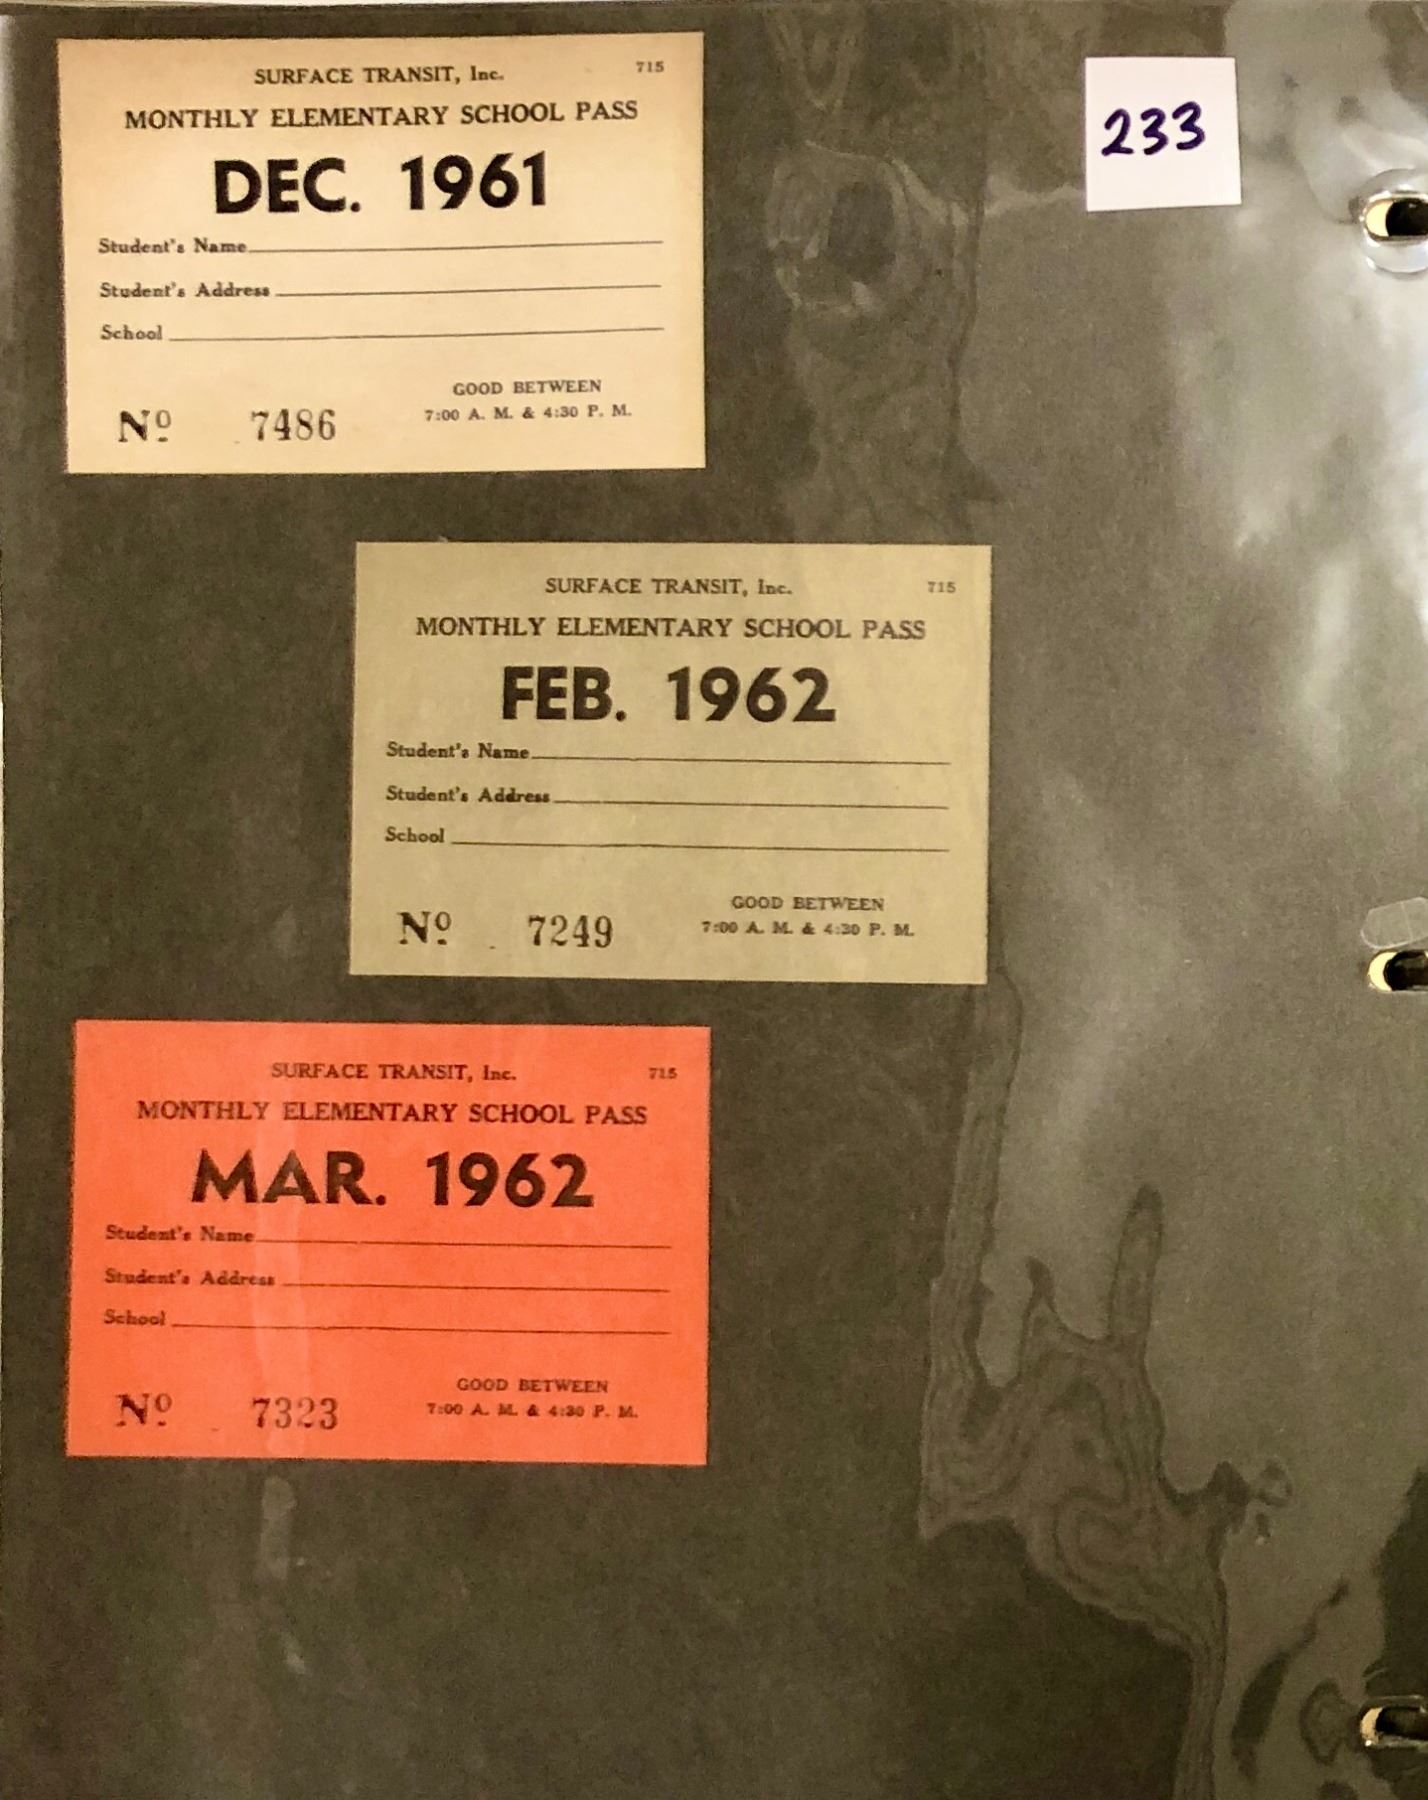 SURFACE TRANSIT, Inc. 715
MONTHLY ELEMENTARY SCHOOL PASS
DEC. 1961
Student's Name
Student's Address
School
GOOD BETWEEN
7:00 A. M. & 4:30 P. M.
Nº 7486
233
SURFACE TRANSIT, Inc. 715
MONTHLY ELEMENTARY SCHOOL PASS
FEB. 1962
Student's Name
Student's Address
School
GOOD BETWEEN
7:00 A. M. & 4:30 P. M.
Nº 7249
SURFACE TRANSIT, Inc. 715
MONTHLY ELEMENTARY SCHOOL PASS
MAR. 1962
Student's Name
Student's Address
School
GOOD BETWEEN
7:00 A. M. & 4:30 P. M.
Nº 7323